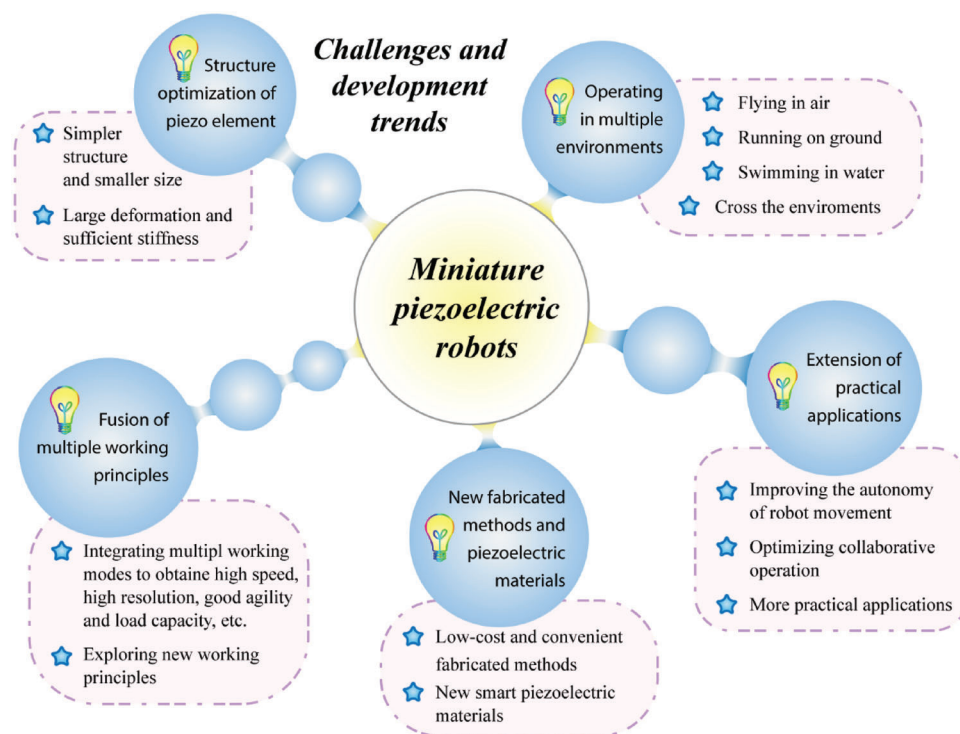 Challenges and
development
trends
Structure
optimization of
piezo element
Simpler
structure
and smaller size
Large deformation and
sufficient stiffness
Operating
in multiple
environments
Flying in air
Running on ground
Swimming in water
Cross the enviroments
Miniature
piezoelectric
robots
Extension of
practical
applications
Improving the autonomy
of robot movement
Optimizing collaborative
operation
More practical applications
Fusion of
multiple working
principles
Integrating multipl working
modes to obtaine high speed,
high resolution, good agility
and load capacity, etc.
Exploring new working
principles
New fabricated
methods and
piezoelectric
materials
Low-cost and convenient
fabricated methods
New smart piezoelectric
materials